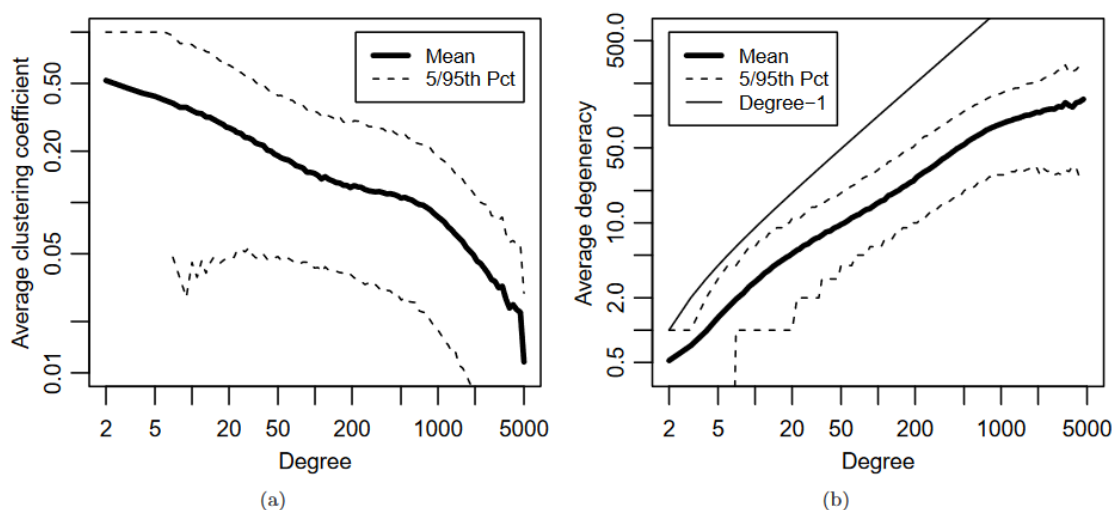 Average clustering coefficient
0.50
0.20
0.05
0.01
Mean
5/95th Pct
2 5 20 50 200 1000 5000
Degree
(a)
Average degeneracy
500.0
50.0
10.0
2.0
0.5
Mean
5/95th Pct
Degree−1
2 5 20 50 200 1000 5000
Degree
(b)